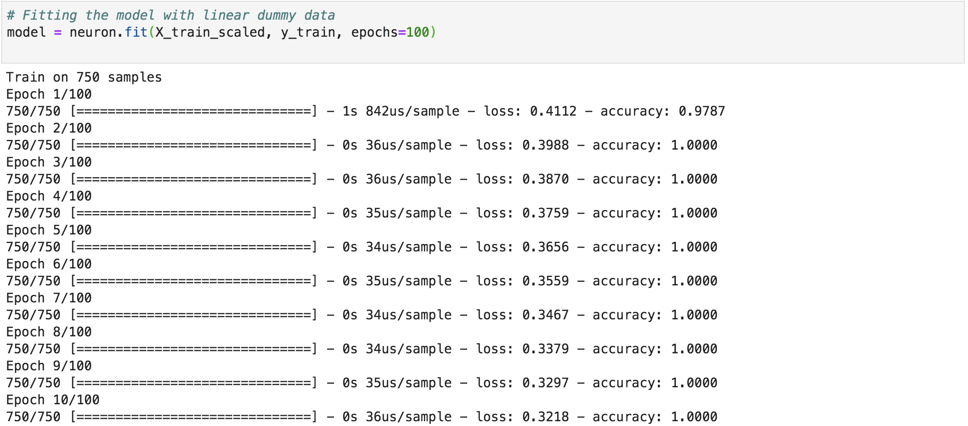 # Fitting the model with linear dummy data
model = neuron.fit(X_train_scaled, y_train, epochs=100)
Train on 750 samples
Epoch 1/100
750/750 [==============================] - 1s 842us/sample - loss: 0.4112 - accuracy: 0.9787
Epoch 2/100
750/750 [==============================] - 0s 36us/sample - loss: 0.3988 - accuracy: 1.0000
Epoch 3/100
750/750 [==============================] - 0s 36us/sample - loss: 0.3870 - accuracy: 1.0000
Epoch 4/100
750/750 [==============================] - 0s 35us/sample - loss: 0.3759 - accuracy: 1.0000
Epoch 5/100
750/750 [==============================] - 0s 34us/sample - loss: 0.3656 - accuracy: 1.0000
Epoch 6/100
750/750 [==============================] - 0s 35us/sample - loss: 0.3559 - accuracy: 1.0000
Epoch 7/100
750/750 [==============================] - 0s 34us/sample - loss: 0.3467 - accuracy: 1.0000
Epoch 8/100
750/750 [==============================] - 0s 34us/sample - loss: 0.3379 - accuracy: 1.0000
Epoch 9/100
750/750 [==============================] - 0s 35us/sample - loss: 0.3297 - accuracy: 1.0000
Epoch 10/100
750/750 [==============================] - 0s 36us/sample - loss: 0.3218 - accuracy: 1.0000